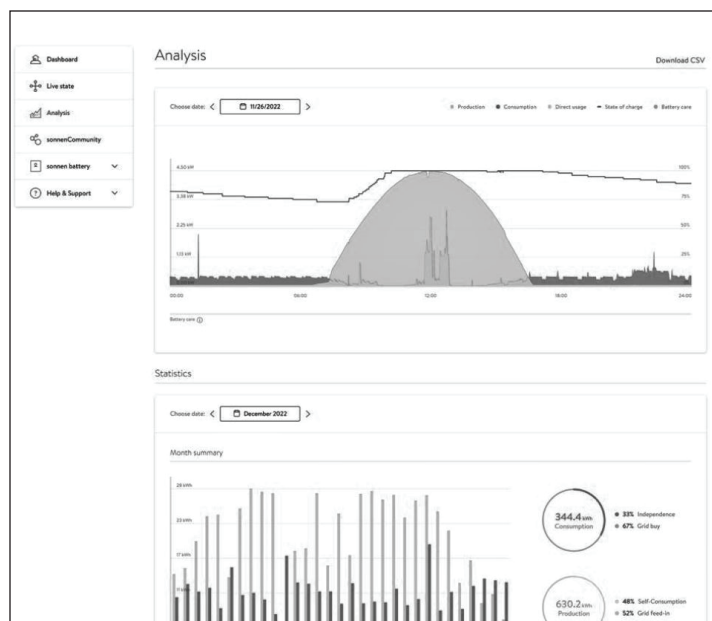 Dashboard
Live state
Analysis
sonnenCommunity
sonnen battery
Help & Support
Analysis
Download CSV
Choose date: 11/26/2022
Production Consumption Direct usage State of charge Battery care
4.50 kW 100%
3.38 kW 75%
2.25 kW 50%
1.13 kW 25%
00:00 06:00 12:00 18:00 24:00
Battery care
Statistics
Choose date: December 2022
Month summary
28 kWh
23 kWh
17 kWh
11 kWh
344.4 kWh
Consumption
33% Independence
67% Grid buy
630.2 kWh
Production
48% Self-Consumption
52% Grid feed-in